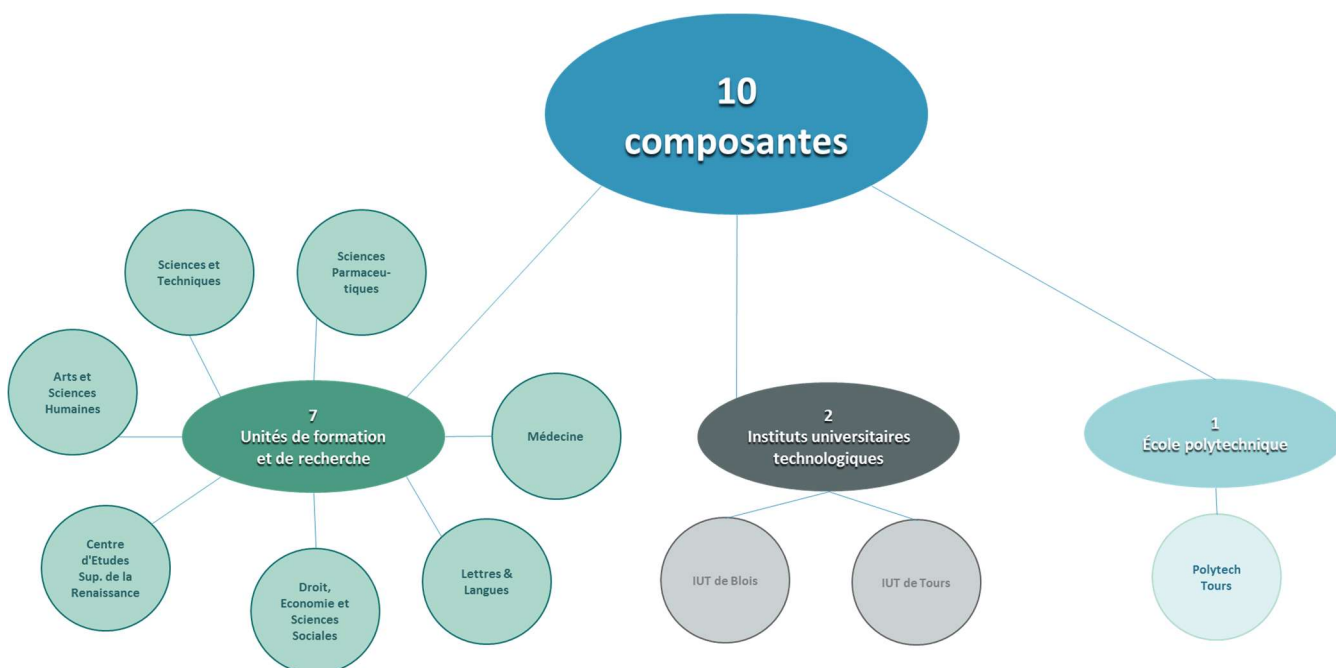 10
composantes
Sciences et
Techniques
Sciences
Parmaceu-
tiques
Arts et
Sciences
Humaines
7
Unités de formation
et de recherche
Médecine
2
Instituts universitaires
technologiques
1
École polytechnique
Centre
d'Etudes
Sup. de la
Renaissance
Droit,
Economie et
Sciences
Sociales
Lettres &
Langues
IUT de Blois
IUT de Tours
Polytech
Tours